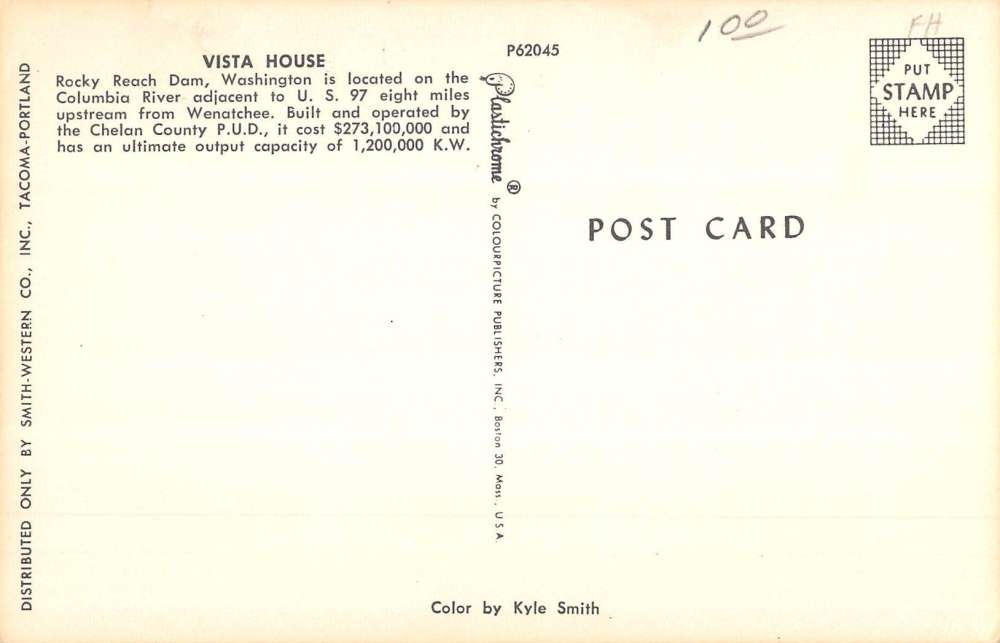 100
FH
P62045
VISTA HOUSE
Rocky Reach Dam, Washington is located on the
Columbia River adjacent to U. S. 97 eight miles
upstream from Wenatchee. Built and operated by
the Chelan County P.U.D., it cost $273,100,000 and
has an ultimate output capacity of 1,200,000 K.W.
DISTRIBUTED ONLY BY SMITH-WESTERN CO., INC., TACOMA-PORTLAND
Plastichrome ® by COLOURPICTURE PUBLISHERS, INC., Boston 30, Mass., U S A
PUT
STAMP
HERE
POST CARD
Color by Kyle Smith